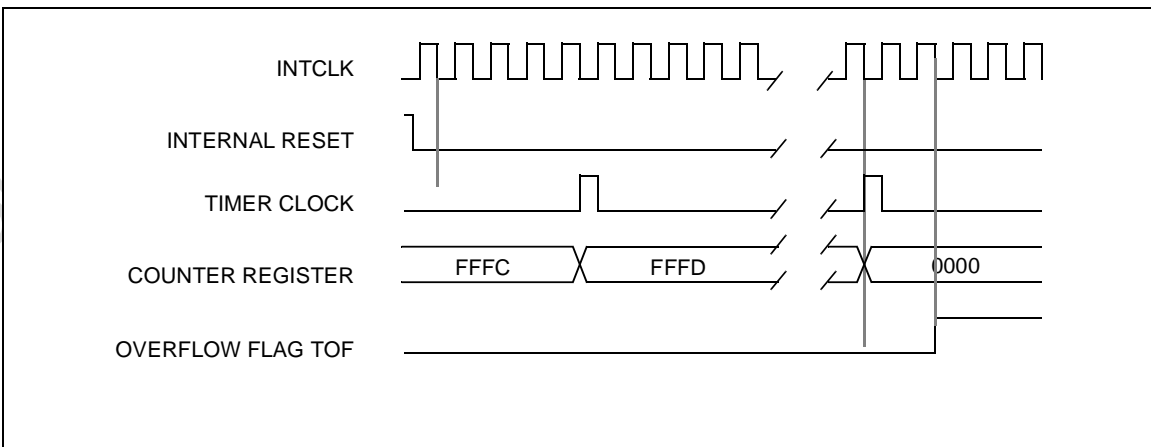 INTCLK
INTERNAL RESET
TIMER CLOCK
COUNTER REGISTER
FFFC
FFFD
0000
OVERFLOW FLAG TOF